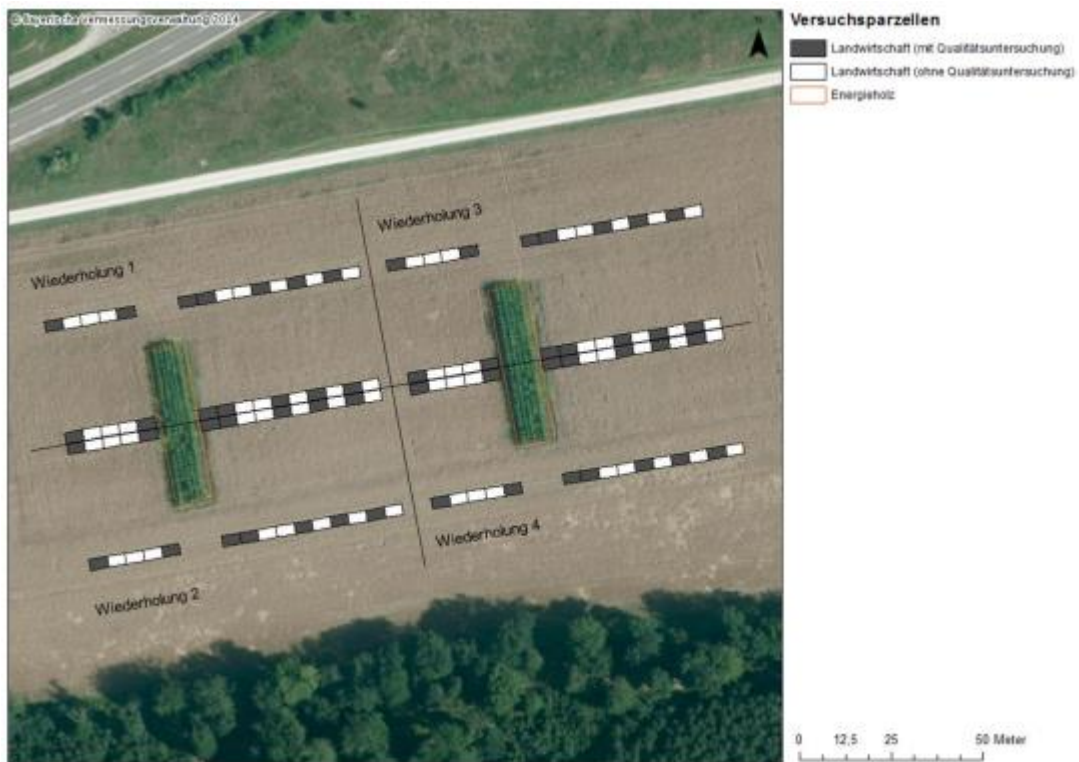 © Bayerische Vermessungsverwaltung 2014
N
Versuchsparzellen
Landwirtschaft (mit Qualitätsuntersuchung)
Landwirtschaft (ohne Qualitätsuntersuchung)
Energieholz
Wiederholung 3
Wiederholung 1
Wiederholung 4
Wiederholung 2
0 12,5 25 50 Meter